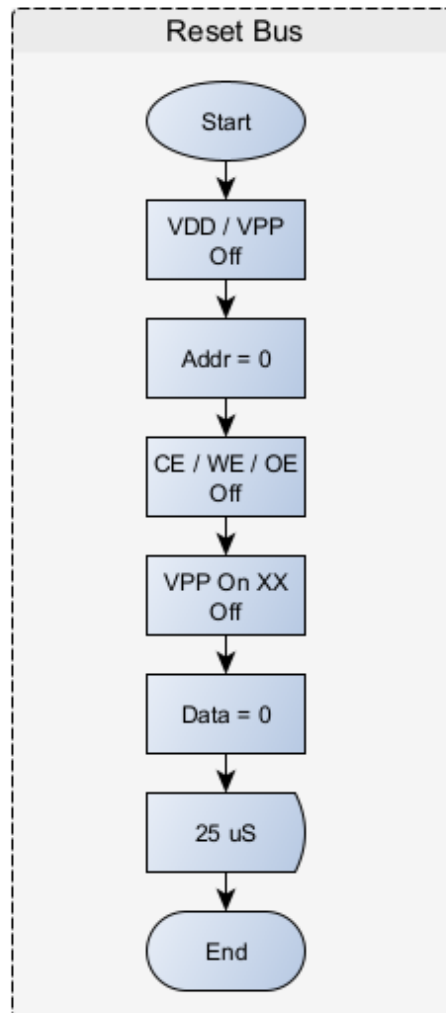 Reset Bus
Start
VDD / VPP
Off
Addr = 0
CE / WE / OE
Off
VPP On XX
Off
Data = 0
25 uS
End